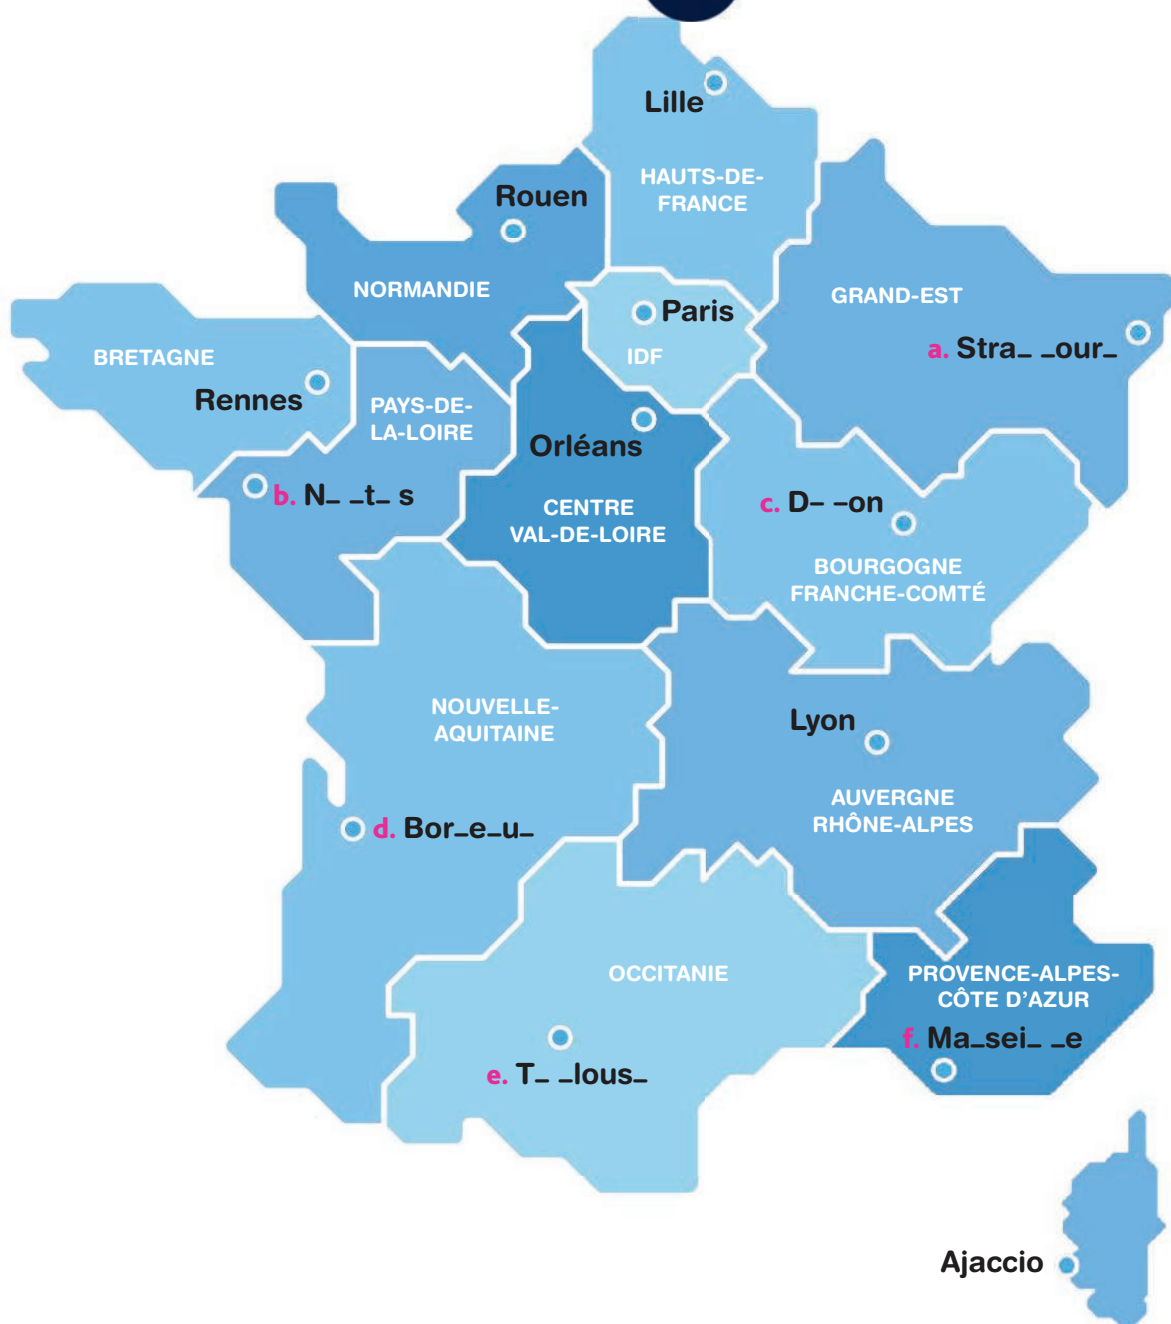 Lille
HAUTS-DE-
FRANCE
Rouen
NORMANDIE
Paris
IDF
GRAND-EST
a. Stra_ _our_
BRETAGNE
Rennes
PAYS-DE-
LA-LOIRE
Orléans
b. N_ _t_ s
CENTRE
VAL-DE-LOIRE
c. D_ _on
BOURGOGNE
FRANCHE-COMTÉ
NOUVELLE-
AQUITAINE
Lyon
AUVERGNE
RHÔNE-ALPES
d. Bor_e_u_
OCCITANIE
PROVENCE-ALPES-
CÔTE D'AZUR
f. Ma_sei_ _e
e. T_ _lous_
Ajaccio